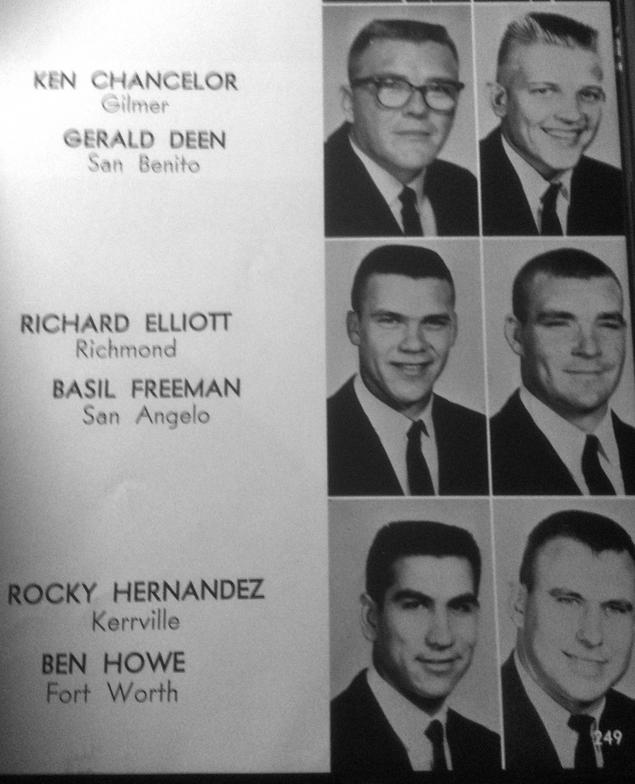 KEN CHANCELOR
Gilmer
GERALD DEEN
San Benito
RICHARD ELLIOTT
Richmond
BASIL FREEMAN
San Angelo
ROCKY HERNANDEZ
Kerrville
BEN HOWE
Fort Worth
249